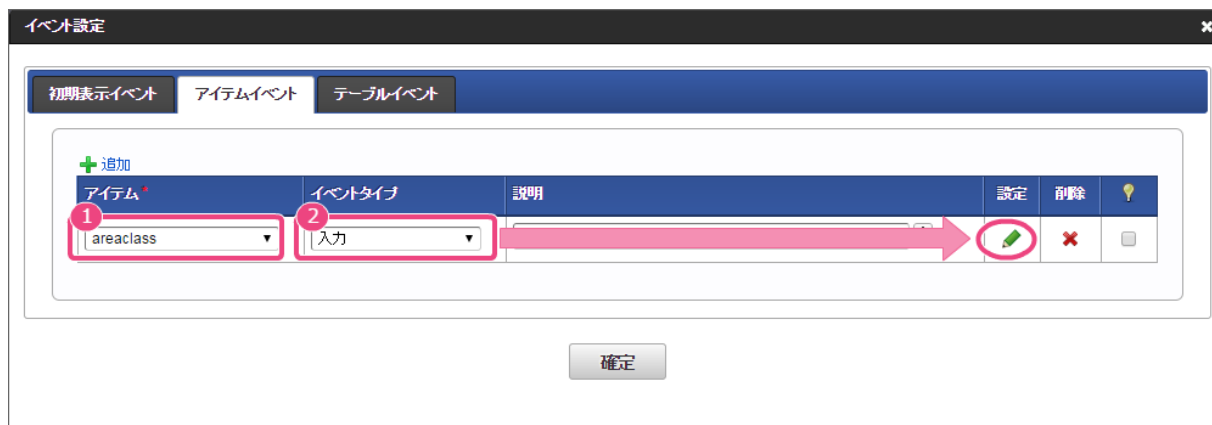 イベント設定
初期表示イベント アイテムイベント テーブルイベント
追加
アイテム* イベントタイプ 説明 設定 削除
1 2
areaclass 入力
確定